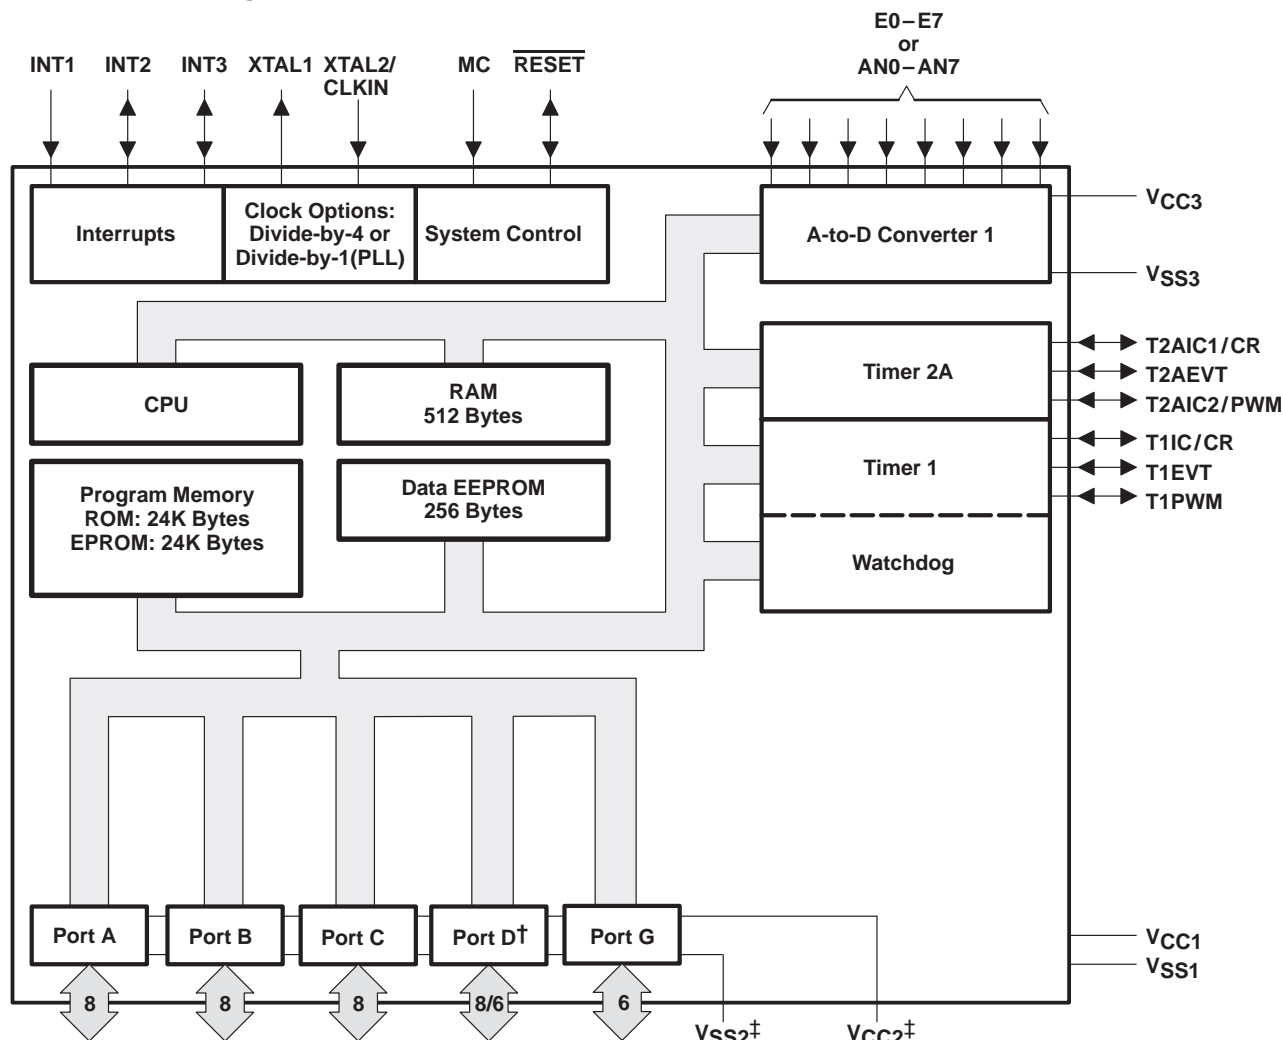 E0–E7
or
AN0–AN7
INT1 INT2 INT3 XTAL1 XTAL2/
CLKIN
MC RESET
Interrupts
Clock Options:
Divide-by-4 or
Divide-by-1(PLL)
System Control
A-to-D Converter 1
VCC3
VSS3
CPU
RAM
512 Bytes
Timer 2A
T2AIC1/CR
T2AEVT
T2AIC2/PWM
Program Memory
ROM: 24K Bytes
EPROM: 24K Bytes
Data EEPROM
256 Bytes
Timer 1
T1IC/CR
T1EVT
T1PWM
Watchdog
Port A
Port B
Port C
Port D†
Port G
VCC1
VSS1
8
8
8
8/6
6
VSS2‡
VCC2‡